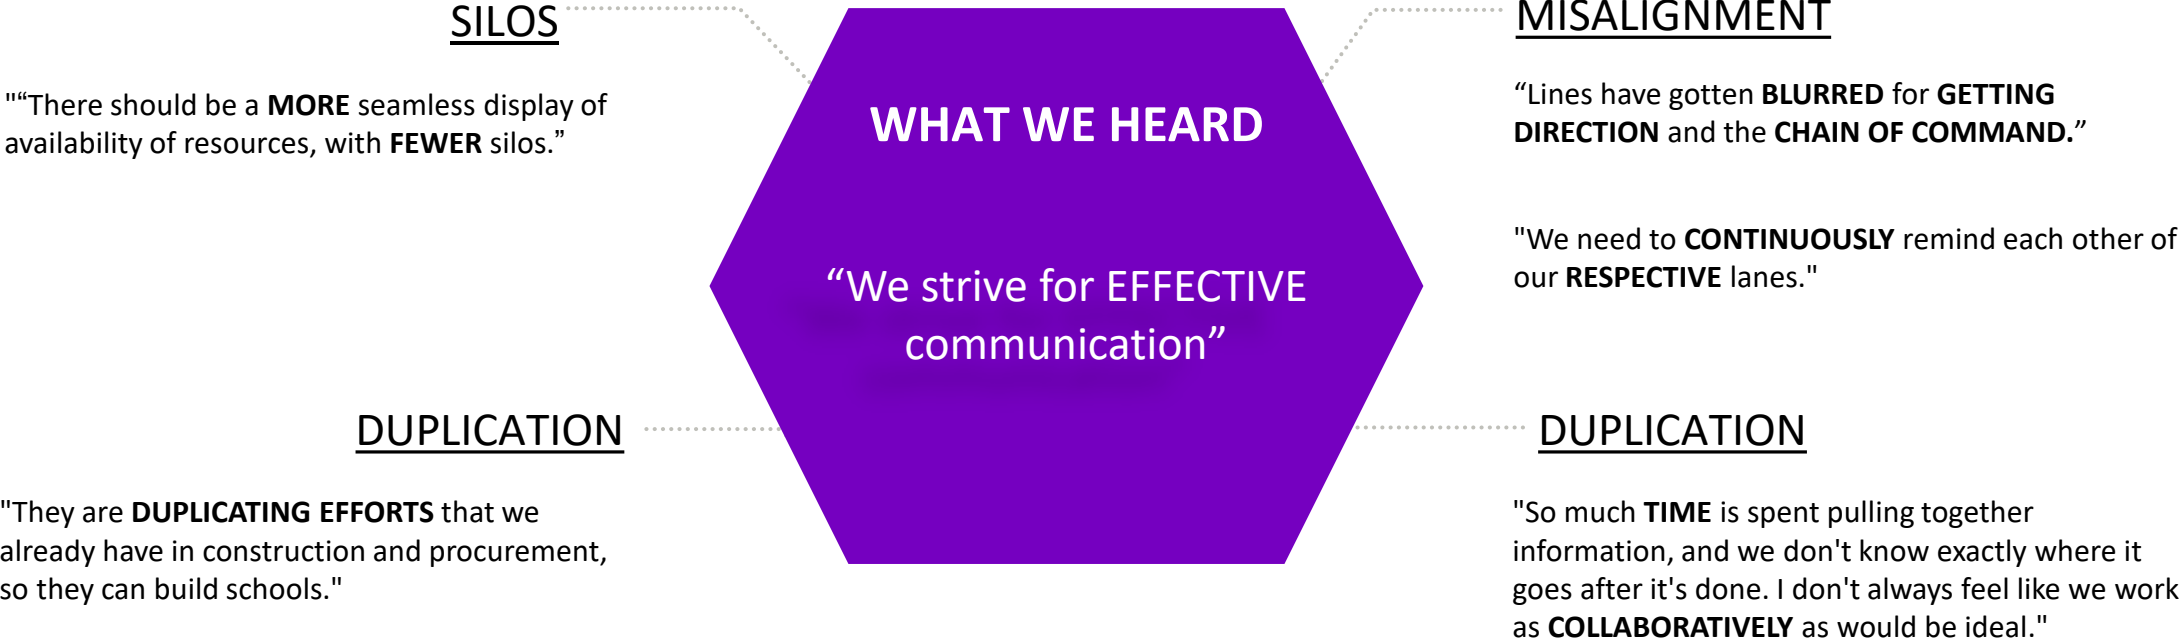 SILOS
""There should be a MORE seamless display of
availability of resources, with FEWER silos.”
WHAT WE HEARD
“We strive for EFFECTIVE
communication”
MISALIGNMENT
“Lines have gotten BLURRED for GETTING
DIRECTION and the CHAIN OF COMMAND.”
"We need to CONTINUOUSLY remind each other of
our RESPECTIVE lanes."
DUPLICATION
"They are DUPLICATING EFFORTS that we
already have in construction and procurement,
so they can build schools."
DUPLICATION
"So much TIME is spent pulling together
information, and we don't know exactly where it
goes after it's done. I don't always feel like we work
as COLLABORATIVELY as would be ideal."